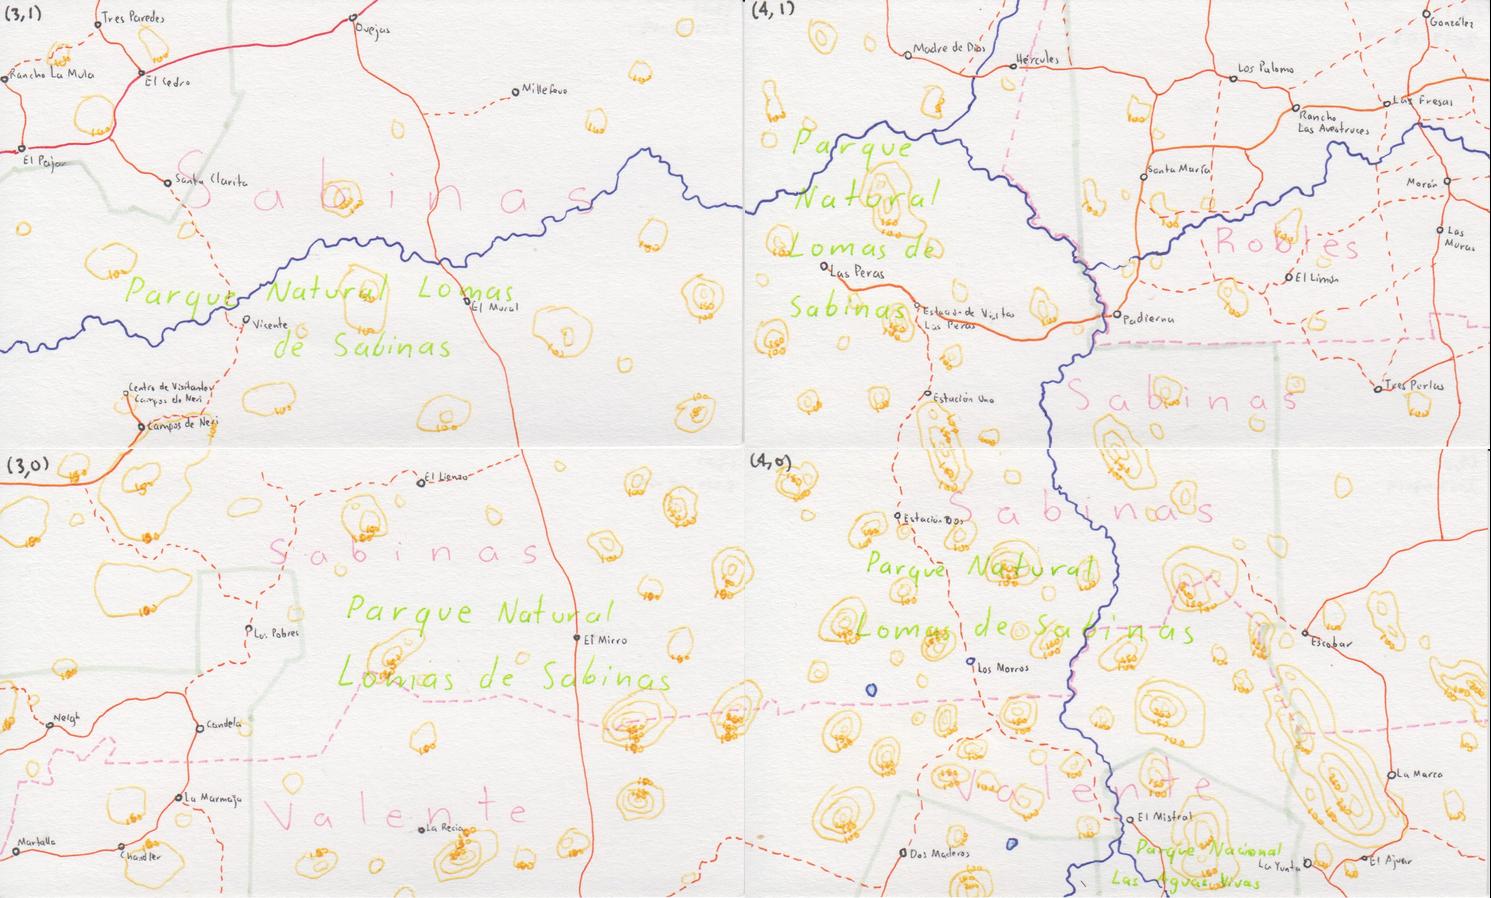 (3,1)
Tres Paredes
Ovejas
Rancho La Mula
El Cedro
Millefavo
El Pajar
Santa Clarita
Sabinas
Parque Natural Lomas
de Sabinas
El Mural
Vicente
Centro de Visitantes
Campos de Neri
Campos de Neri
(4,1)
González
Madre de Dios
Hércules
Los Palomo
Las Fresas
Rancho
Las Avestruces
Parque
Natural
Lomas de
Sabinas
Santa María
Morán
Las
Muras
Robles
Las Peras
El Limón
Estación de Visitas
Las Peras
Padierna
Tres Perlas
Sabinas
Estación Uno
(3,0)
El Lienzo
Sabinas
Parque Natural
Lomas de Sabinas
Los Pobres
El Mirro
Neigh
Candela
La Marmaja
Valente
La Recia
Martalla
Chandler
(4,0)
Sabinas
Estación Dos
Parque Natural
Lomas de Sabinas
Escobar
Los Morros
La Marca
Valente
El Mistral
Dos Maderos
Parque Nacional
Las Aguas Vivas
La Yunta
El Ajuar